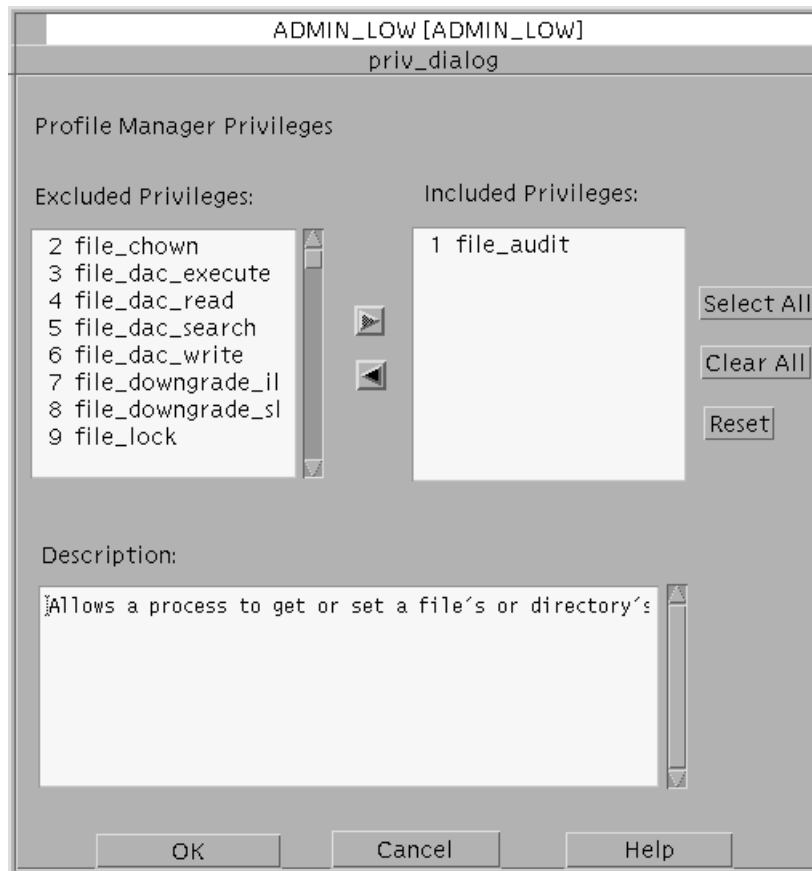 ADMIN_LOW [ADMIN_LOW]
priv_dialog
Profile Manager Privileges
Excluded Privileges:
2 file_chown
3 file_dac_execute
4 file_dac_read
5 file_dac_search
6 file_dac_write
7 file_downgrade_il
8 file_downgrade_sl
9 file_lock
Included Privileges:
1 file_audit
Select All
Clear All
Reset
Description:
Allows a process to get or set a file´s or directory´s
OK
Cancel
Help